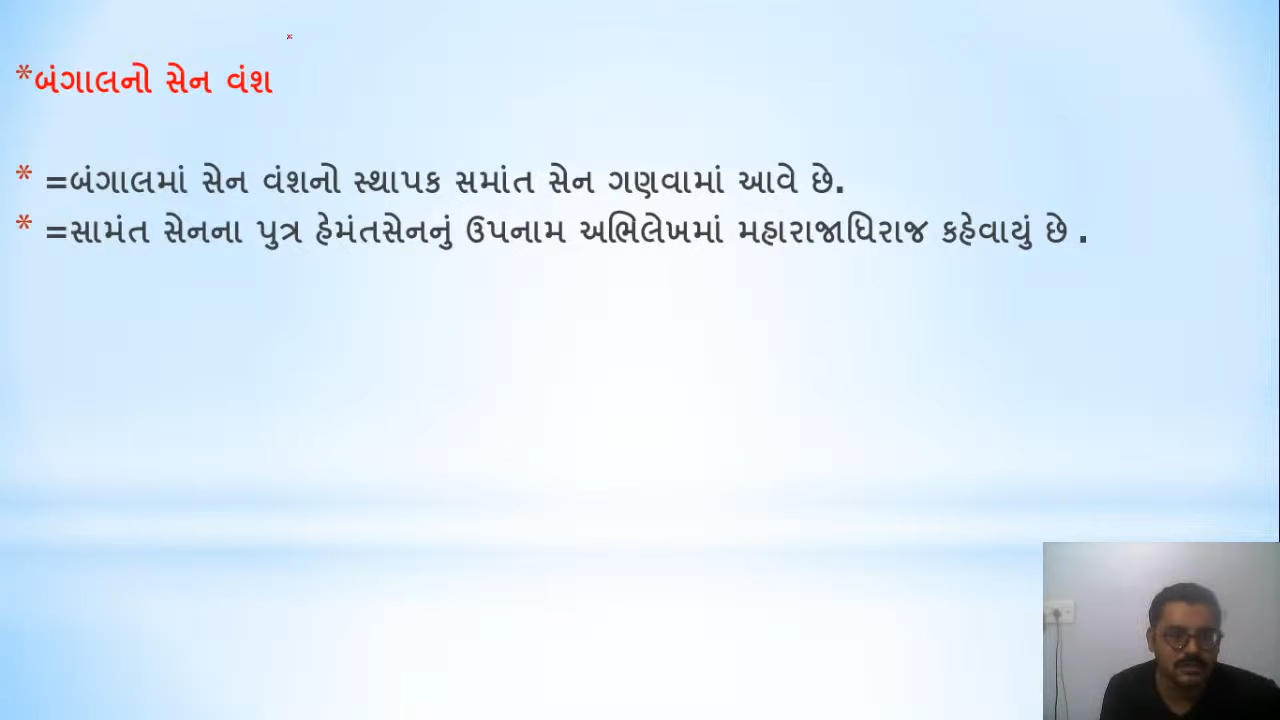 *બંગાલનો સેન વંશ
* =બંગાલમાં સેન વંશનો સ્થાપક સમાંત સેન ગણવામાં આવે છે.
* =સામંત સેનના પુત્ર હેમંતસેનનું ઉપનામ અભિલેખમાં મહારાજાધિરાજ કહેવાયું છે .